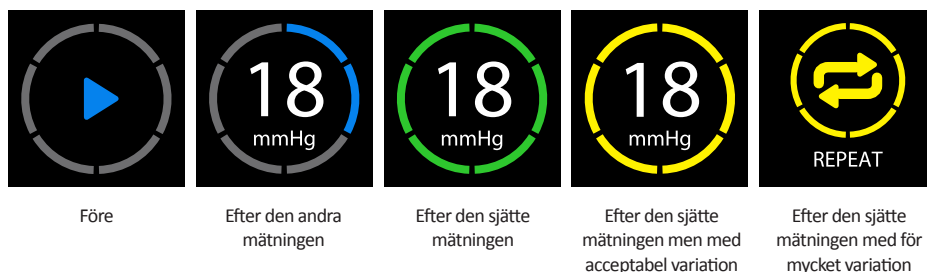 18
mmHg
18
mmHg
18
mmHg
REPEAT
Före
Efter den andra
mätningen
Efter den sjätte
mätningen
Efter den sjätte
mätningen men med
acceptabel variation
Efter den sjätte
mätningen med för
mycket variation